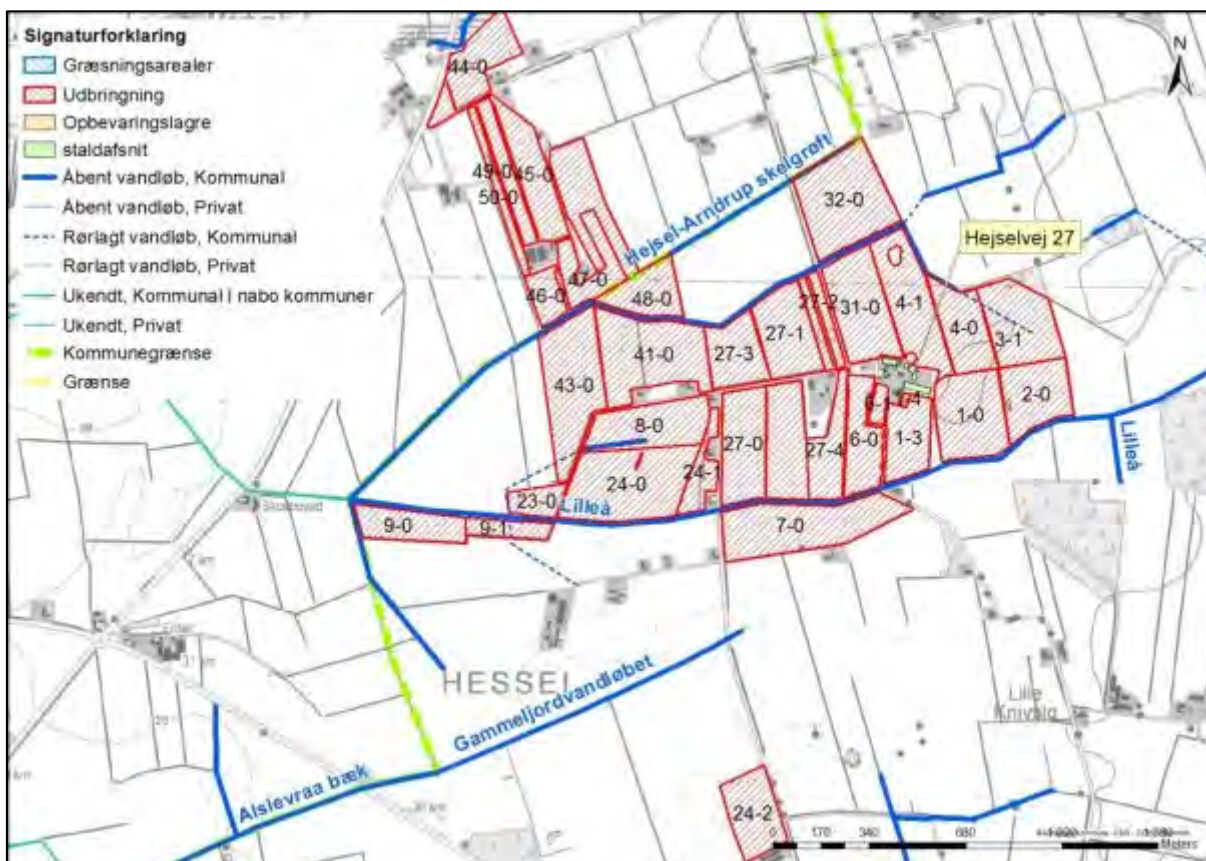 Signaturforklaring
Græsningsarealer
Udbringning
Opbevaringslagre
staldafsnit
Åbent vandløb, Kommunal
Åbent vandløb, Privat
Rørlagt vandløb, Kommunal
Rørlagt vandløb, Privat
Ukendt, Kommunal i nabo kommuner
Ukendt, Privat
Kommunegrænse
Grænse
N
44-0
49-0
45-0
50-0
Hejsel-Arndrup skelgrøft
32-0
Hejselvej 27
47-0
46-0
48-0
27-2
31-0
4-1
27-1
4-0
3-1
41-0
27-3
43-0
2-0
1-0
8-0
6-1
27-0
27-4
6-0
1-3
24-1
24-0
Lilleå
23-0
Lilleå
9-0
9-1
7-0
HESSEL
Gammeljordvandløbet
Alslevraa bæk
Lille
24-2
0 170 340 680
Meters